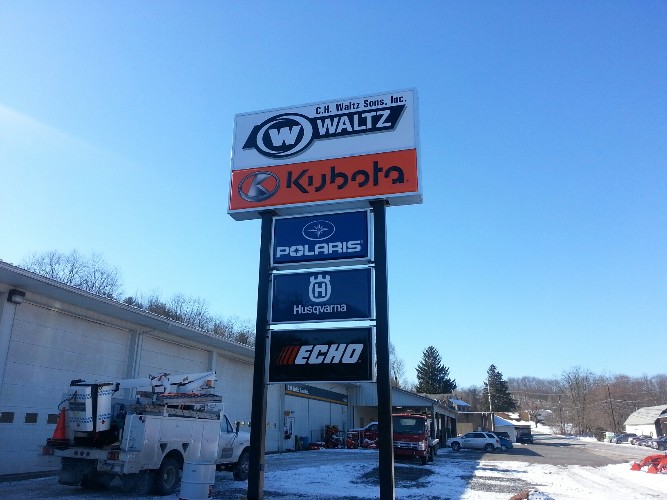 C.H. Waltz Sons, Inc.
W WALTZ
K Kubota
POLARIS
H
Husqvarna
ECHO